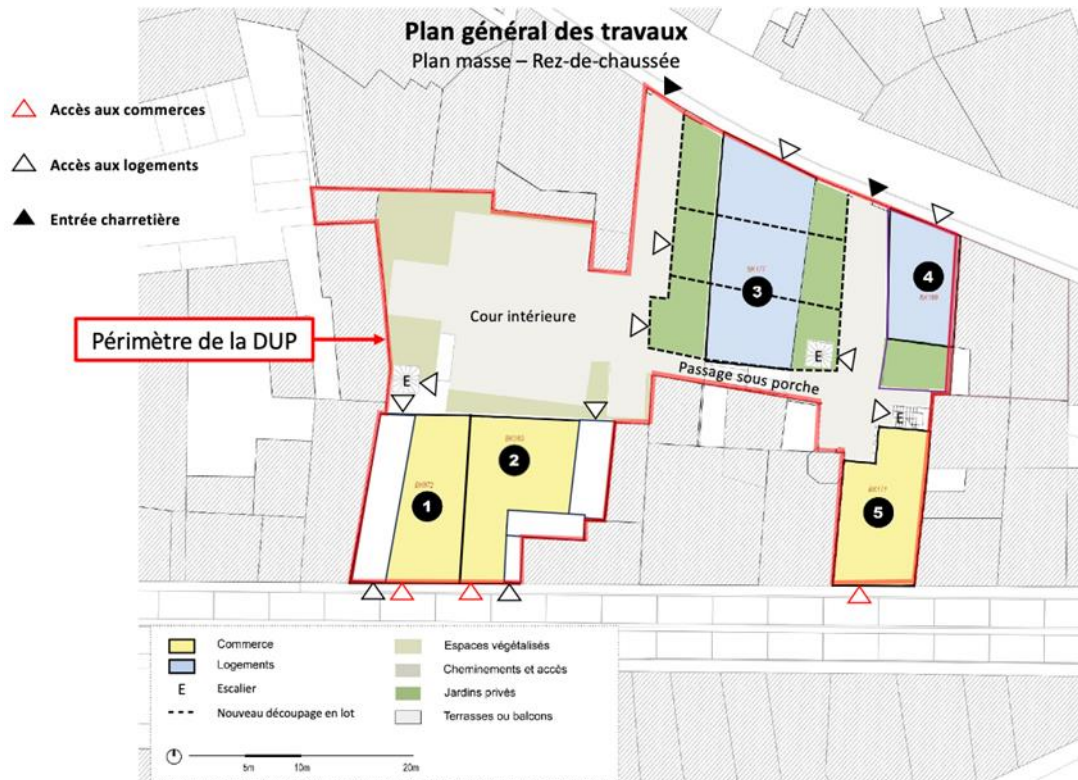 Plan général des travaux
Plan masse – Rez-de-chaussée
Accès aux commerces
Accès aux logements
Entrée charretière
Périmètre de la DUP
Cour intérieure
Passage sous porche
E
E
E
1
2
3
4
5
Commerce
Logements
E Escalier
Nouveau découpage en lot
Espaces végétalisés
Cheminements et accès
Jardins privés
Terrasses ou balcons
5m 10m 20m